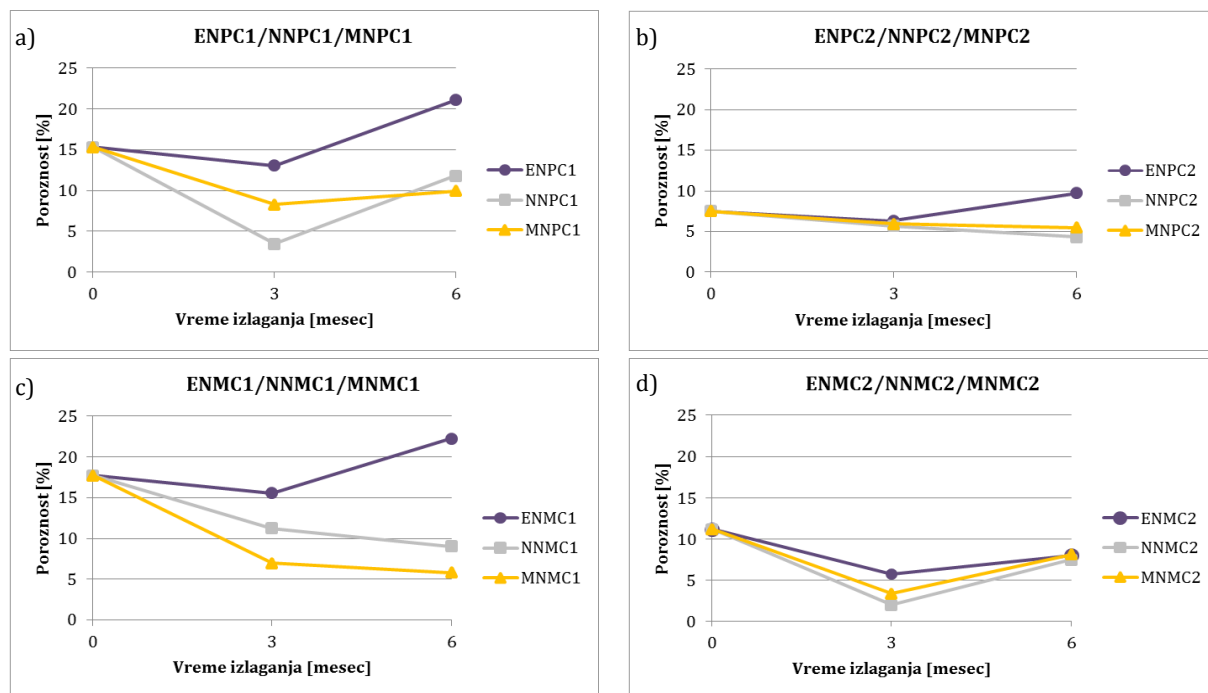 a)
ENPC1/NNPC1/MNPC1
Poroznost [%]
25
20
15
10
5
0
0 3 6
Vreme izlaganja [mesec]
ENPC1
NNPC1
MNPC1
b)
ENPC2/NNPC2/MNPC2
Poroznost [%]
25
20
15
10
5
0
0 3 6
Vreme izlaganja [mesec]
ENPC2
NNPC2
MNPC2
c)
ENMC1/NNMC1/MNMC1
Poroznost [%]
25
20
15
10
5
0
0 3 6
Vreme izlaganja [mesec]
ENMC1
NNMC1
MNMC1
d)
ENMC2/NNMC2/MNMC2
Poroznost [%]
25
20
15
10
5
0
0 3 6
Vreme izlaganja [mesec]
ENMC2
NNMC2
MNMC2